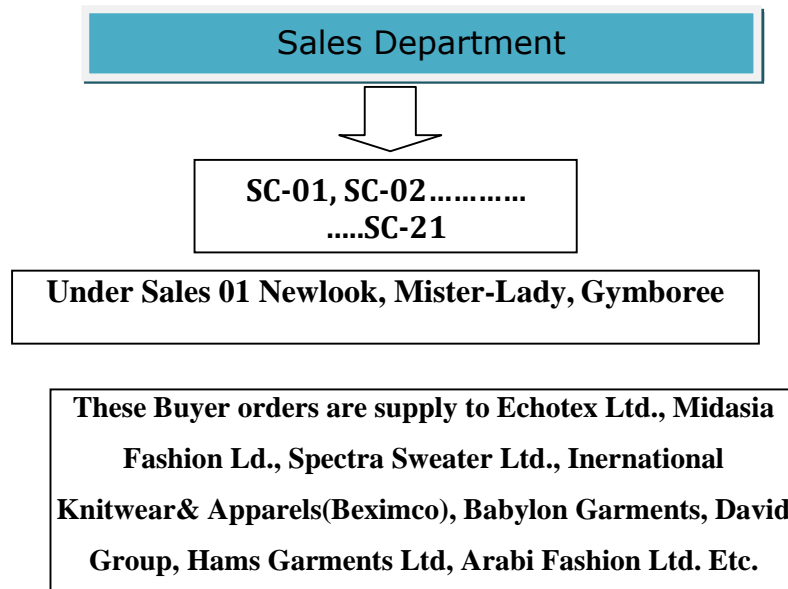 Sales Department
SC-01, SC-02…………
…..SC-21
Under Sales 01 Newlook, Mister-Lady, Gymboree
These Buyer orders are supply to Echotex Ltd., Midasia
Fashion Ld., Spectra Sweater Ltd., Inernational
Knitwear& Apparels(Beximco), Babylon Garments, David
Group, Hams Garments Ltd, Arabi Fashion Ltd. Etc.